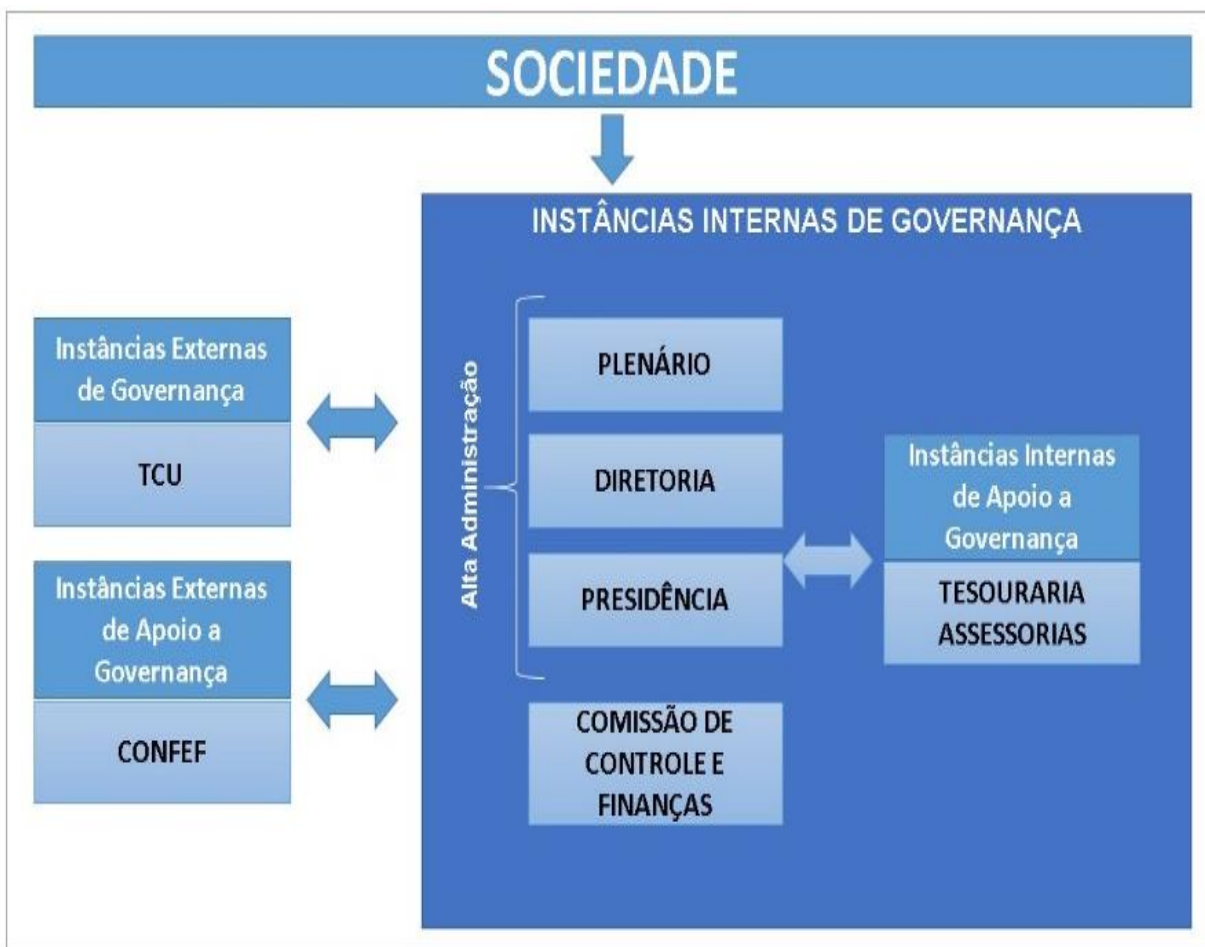 SOCIEDADE
INSTÂNCIAS INTERNAS DE GOVERNANÇA
Instâncias Externas
de Governança
TCU
Instâncias Externas
de Apoio a
Governança
CONFEF
Alta Administração
PLENÁRIO
DIRETORIA
PRESIDÊNCIA
COMISSÃO DE
CONTROLE E
FINANÇAS
Instâncias Internas
de Apoio a
Governança
TESOURARIA
ASSESSORIAS